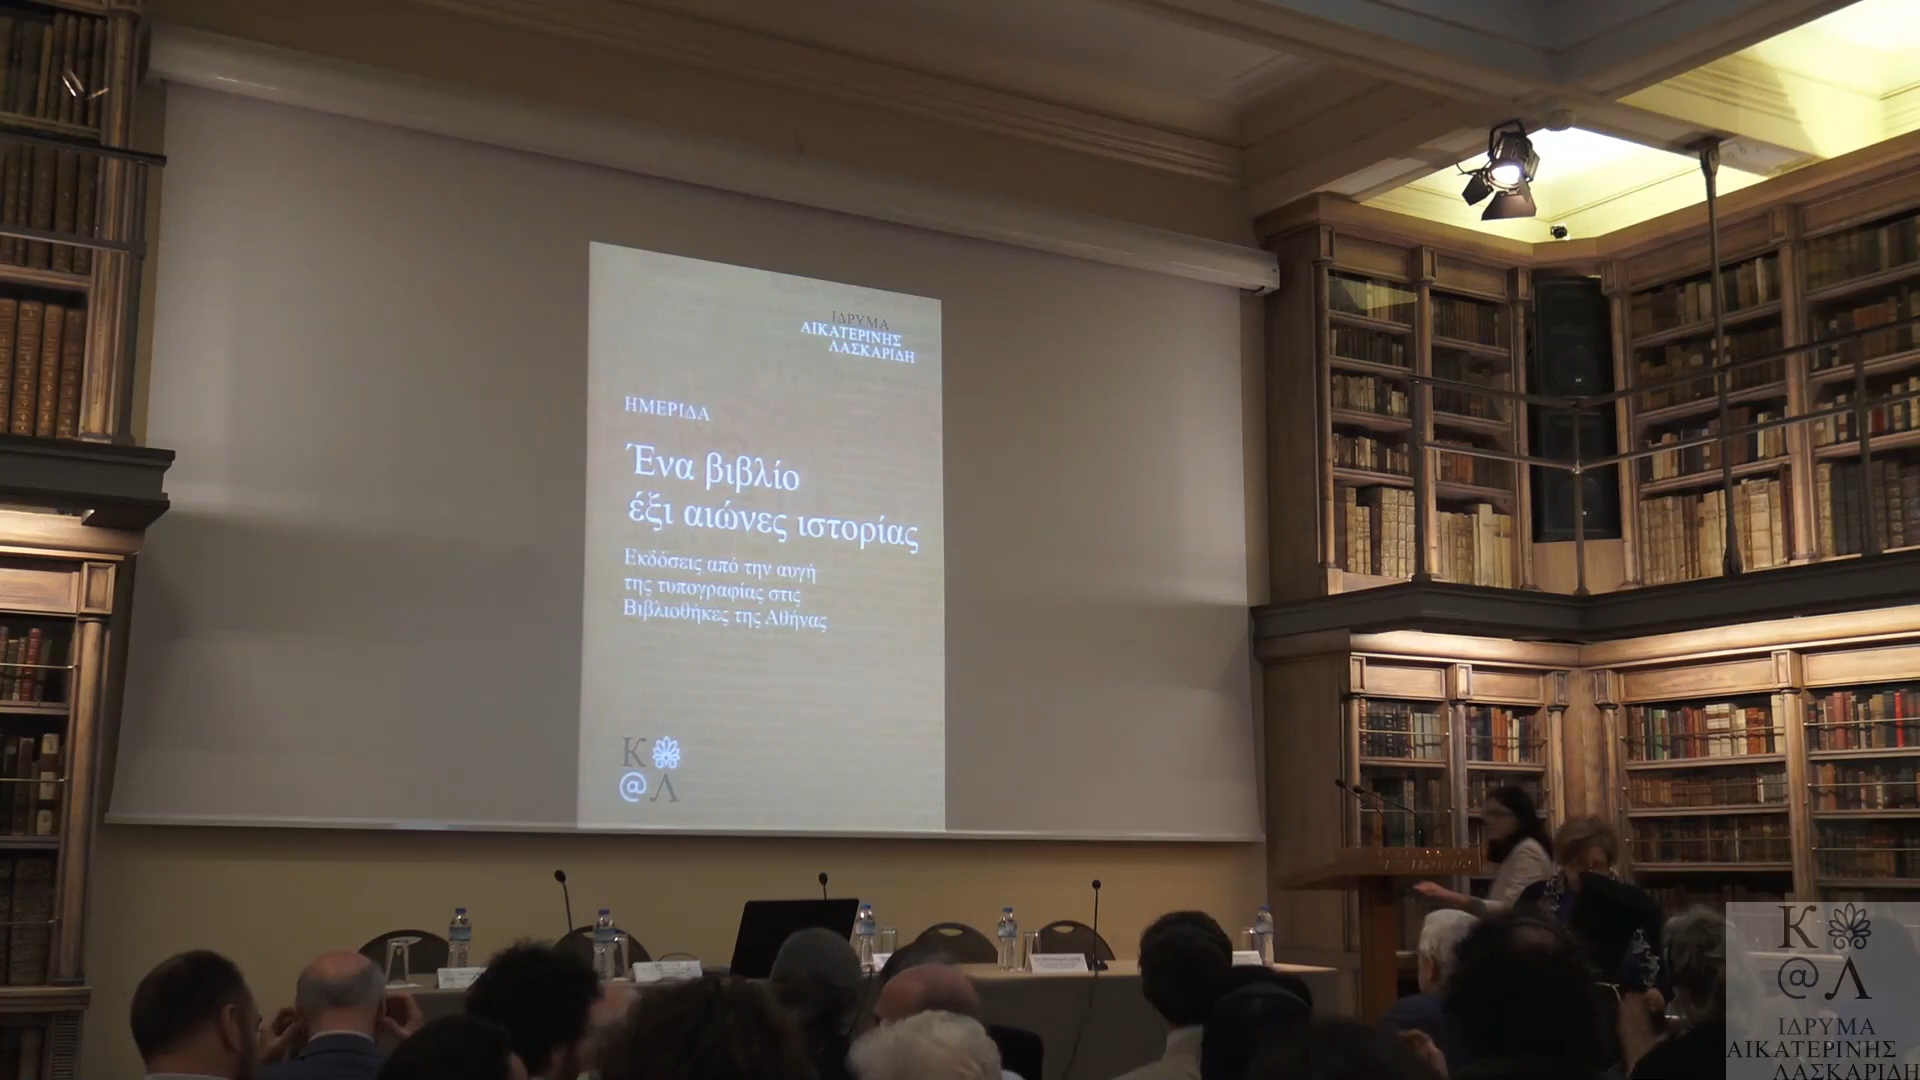 ΙΔΡΥΜΑ
ΑΙΚΑΤΕΡΙΝΗΣ
ΛΑΣΚΑΡΙΔΗ
ΗΜΕΡΙΔΑ
Ένα βιβλίο
έξι αιώνες ιστορίας
Εκδόσεις από την αυγή
της τυπογραφίας στις
Βιβλιοθήκες της Αθήνας
Κ
@ Λ
Κ
@ Λ
ΙΔΡΥΜΑ
ΑΙΚΑΤΕΡΙΝΗΣ
ΛΑΣΚΑΡΙΔΗ